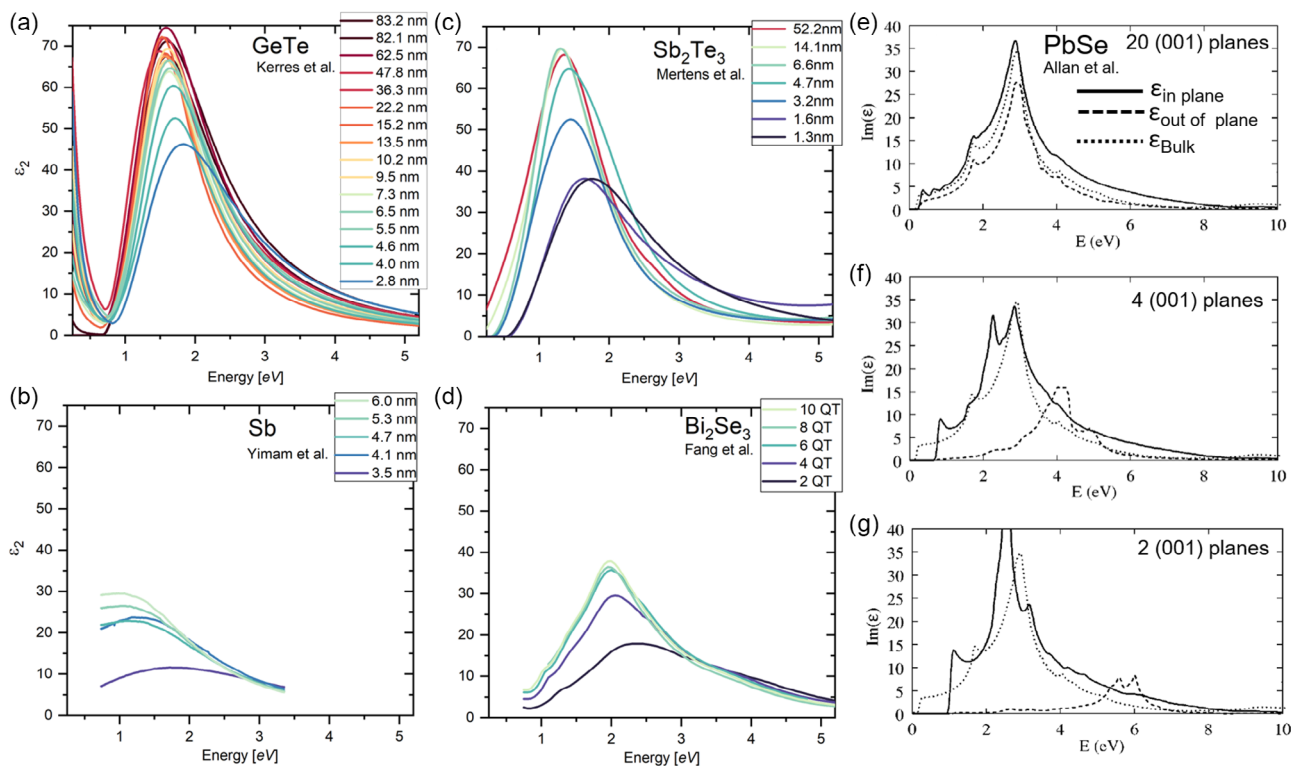 (a)
GeTe
Kerres et al.
83.2 nm
82.1 nm
62.5 nm
47.8 nm
36.3 nm
22.2 nm
15.2 nm
13.5 nm
10.2 nm
9.5 nm
7.3 nm
6.5 nm
5.5 nm
4.6 nm
4.0 nm
2.8 nm
ε2
70
60
50
40
30
20
10
0
1 2 3 4 5
Energy [eV]
(b)
Sb
Yimam et al.
6.0 nm
5.3 nm
4.7 nm
4.1 nm
3.5 nm
ε2
70
60
50
40
30
20
10
0
1 2 3 4 5
Energy [eV]
(c)
Sb2Te3
Mertens et al.
52.2nm
14.1nm
6.6nm
4.7nm
3.2nm
1.6nm
1.3nm
70
60
50
40
30
20
10
0
1 2 3 4 5
Energy [eV]
(d)
Bi2Se3
Fang et al.
10 QT
8 QT
6 QT
4 QT
2 QT
70
60
50
40
30
20
10
0
1 2 3 4 5
Energy [eV]
(e)
PbSe
20 (001) planes
Allan et al.
εin plane
εout of plane
εBulk
Im(ε)
40
35
30
25
20
15
10
5
0
0 2 4 6 8 10
E (eV)
(f)
4 (001) planes
Im(ε)
40
35
30
25
20
15
10
5
0
0 2 4 6 8 10
E (eV)
(g)
2 (001) planes
Im(ε)
40
35
30
25
20
15
10
5
0
0 2 4 6 8 10
E (eV)